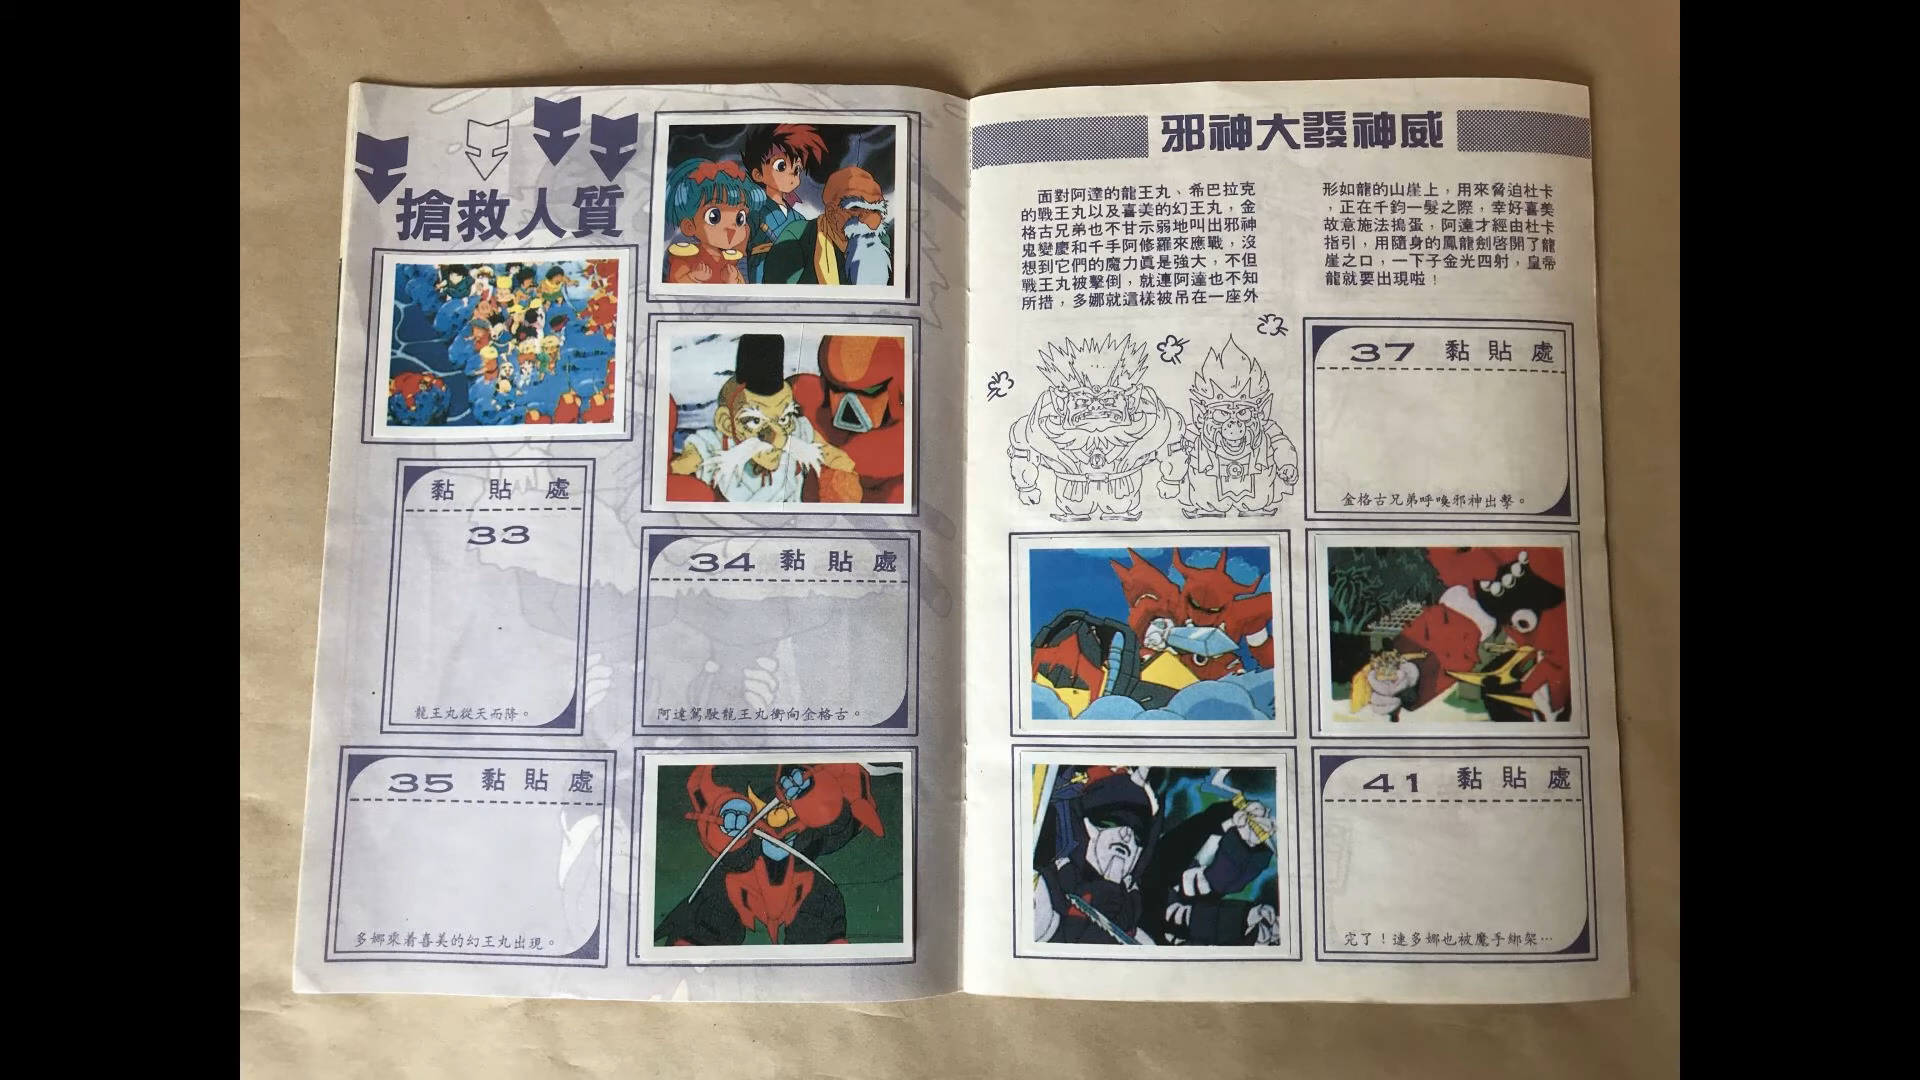 搶救人質
黏貼處
33
龍王丸從天而降。
34 黏貼處
阿達駕駛龍王丸衝向金格古。
35 黏貼處
多娜乘着喜美的幻王丸出現。
邪神大發神威
面對阿達的龍王丸、希巴拉克
的戰王丸以及喜美的幻王丸，金
格古兄弟也不甘示弱地叫出邪神
鬼變慶和千手阿修羅來應戰，沒
想到它們的魔力眞是強大，不但
戰王丸被擊倒，就連阿達也不知
所措，多娜就這樣被吊在一座外
形如龍的山崖上，用來脅迫杜卡
，正在千鈞一髮之際，幸好喜美
故意施法搗蛋，阿達才經由杜卡
指引，用隨身的鳳龍劍啓開了龍
崖之口，一下子金光四射，皇帝
龍就要出現啦！
37 黏貼處
金格古兄弟呼喚邪神出擊。
41 黏貼處
完了！連多娜也被魔手綁架…